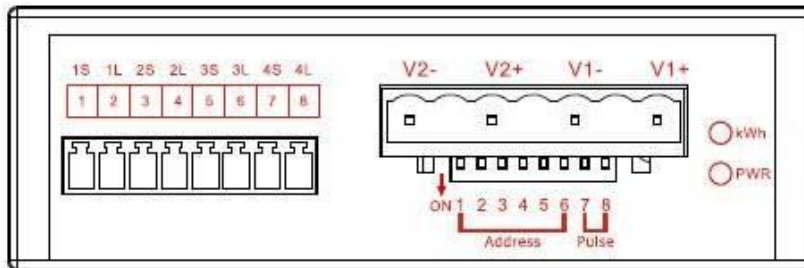 1S 1L 2S 2L 3S 3L 4S 4L
1 2 3 4 5 6 7 8
V2- V2+ V1- V1+
kWh
PWR
ON 1 2 3 4 5 6 7 8
Address Pulse